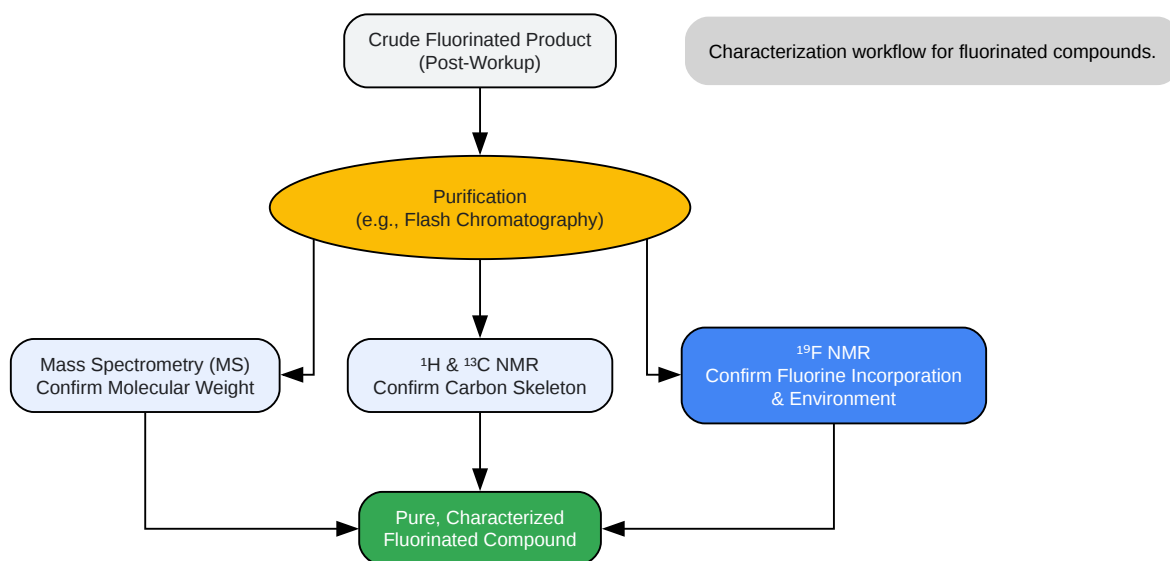 Crude Fluorinated Product
(Post-Workup)
Characterization workflow for fluorinated compounds.
Purification
(e.g., Flash Chromatography)
Mass Spectrometry (MS)
Confirm Molecular Weight
¹H & ¹³C NMR
Confirm Carbon Skeleton
¹⁹F NMR
Confirm Fluorine Incorporation
& Environment
Pure, Characterized
Fluorinated Compound